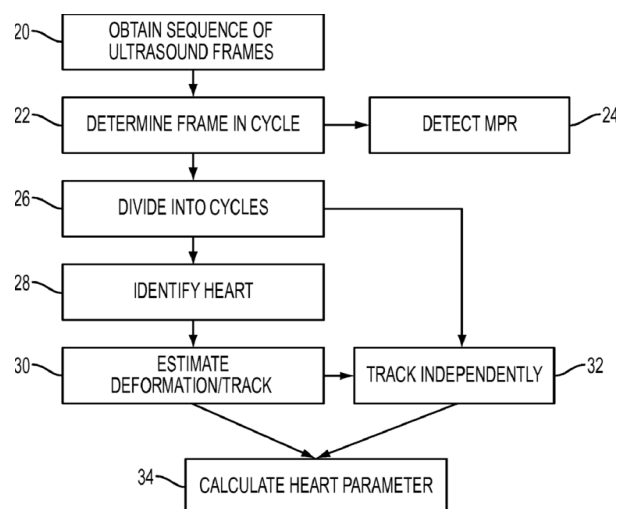 20
OBTAIN SEQUENCE OF
ULTRASOUND FRAMES
22
DETERMINE FRAME IN CYCLE
DETECT MPR
24
26
DIVIDE INTO CYCLES
28
IDENTIFY HEART
30
ESTIMATE
DEFORMATION/TRACK
TRACK INDEPENDENTLY
32
34
CALCULATE HEART PARAMETER